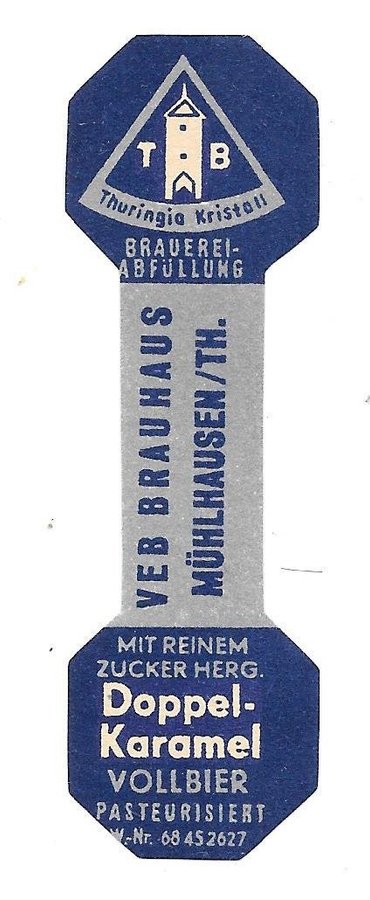 T B
Thuringia Kristall
BRAUEREI-
ABFÜLLUNG
VEB BRAUHAUS
MÜHLHAUSEN/TH.
MIT REINEM
ZUCKER HERG.
Doppel-
Karamel
VOLLBIER
PASTEURISIERT
W.-Nr. 68 45 2627